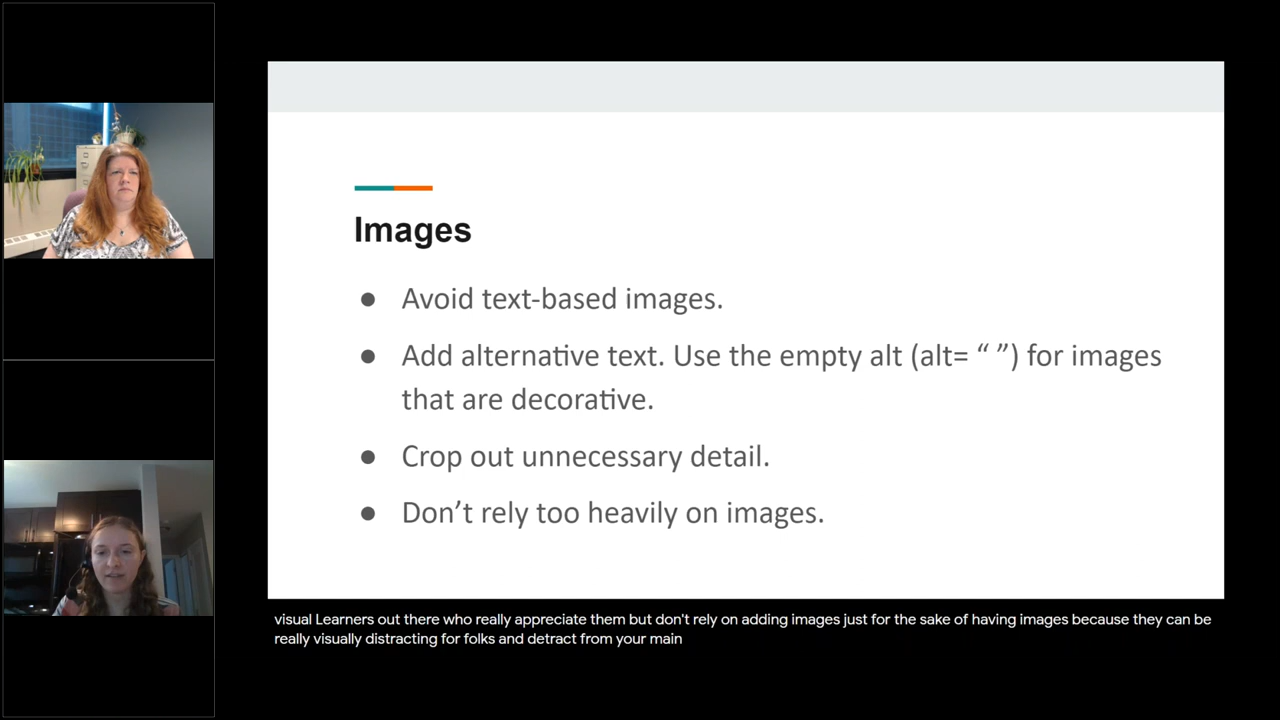 Images
● Avoid text-based images.
● Add alternative text. Use the empty alt (alt= “ ”) for images
that are decorative.
● Crop out unnecessary detail.
● Don’t rely too heavily on images.
visual Learners out there who really appreciate them but don't rely on adding images just for the sake of having images because they can be
really visually distracting for folks and detract from your main